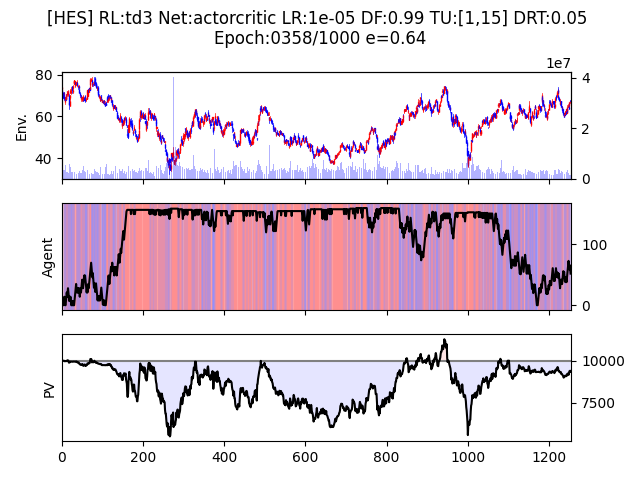 [HES] RL:td3 Net:actorcritic LR:1e-05 DF:0.99 TU:[1,15] DRT:0.05
Epoch:0358/1000 e=0.64
1e7
80
60
40
Env.
4
2
0
Agent
100
0
PV
10000
7500
0 200 400 600 800 1000 1200